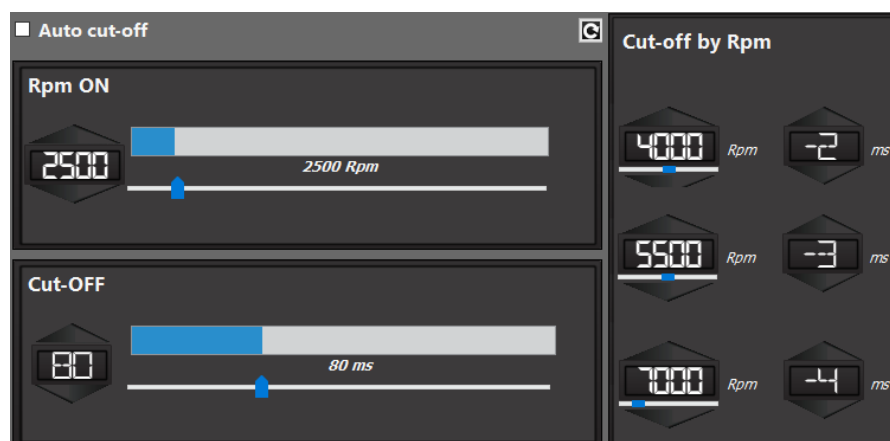 Auto cut-off
Rpm ON
2500
2500 Rpm
Cut-OFF
80
80 ms
Cut-off by Rpm
4000 Rpm -2 ms
5500 Rpm -3 ms
7000 Rpm -4 ms